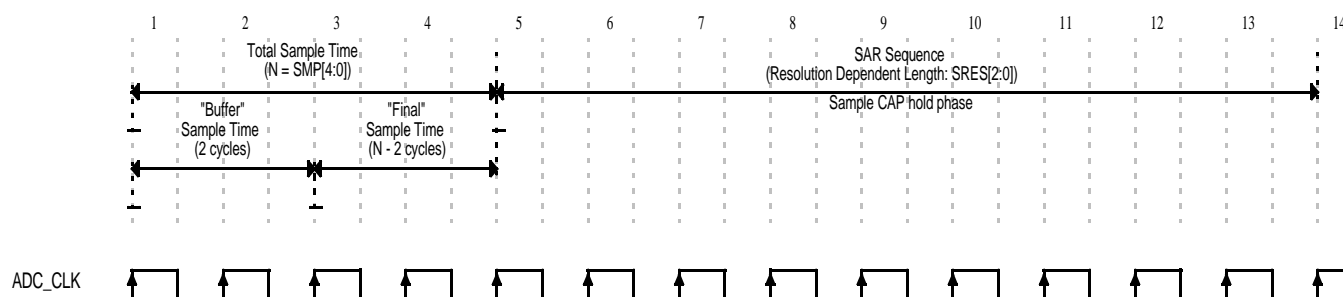 1 2 3 4 5 6 7 8 9 10 11 12 13 14
Total Sample Time
(N = SMP[4:0])
SAR Sequence
(Resolution Dependent Length: SRES[2:0])
Sample CAP hold phase
"Buffer"
Sample Time
(2 cycles)
"Final"
Sample Time
(N - 2 cycles)
ADC_CLK